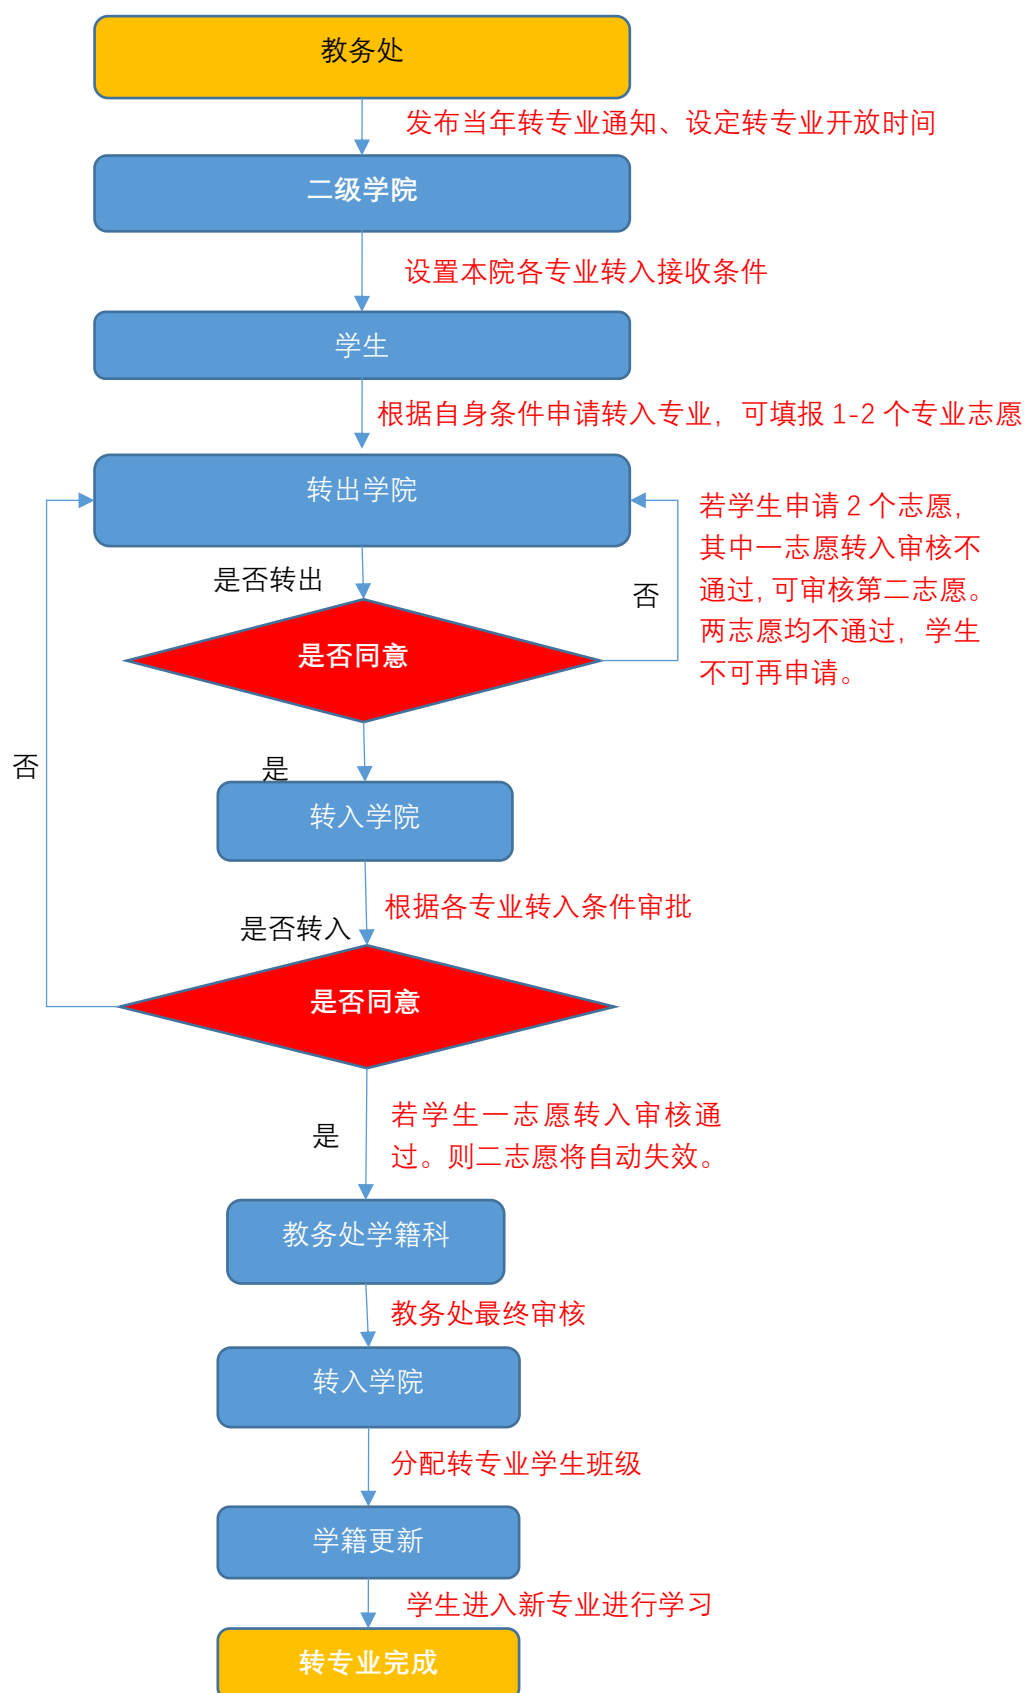 教务处
发布当年转专业通知、设定转专业开放时间
二级学院
设置本院各专业转入接收条件
学生
根据自身条件申请转入专业，可填报 1-2 个专业志愿
转出学院
若学生申请 2 个志愿，
其中一志愿转入审核不
通过，可审核第二志愿。
两志愿均不通过，学生
不可再申请。
是否转出
否
是否同意
否
是
转入学院
根据各专业转入条件审批
是否转入
是否同意
若学生一志愿转入审核通
过。则二志愿将自动失效。
是
教务处学籍科
教务处最终审核
转入学院
分配转专业学生班级
学籍更新
学生进入新专业进行学习
转专业完成